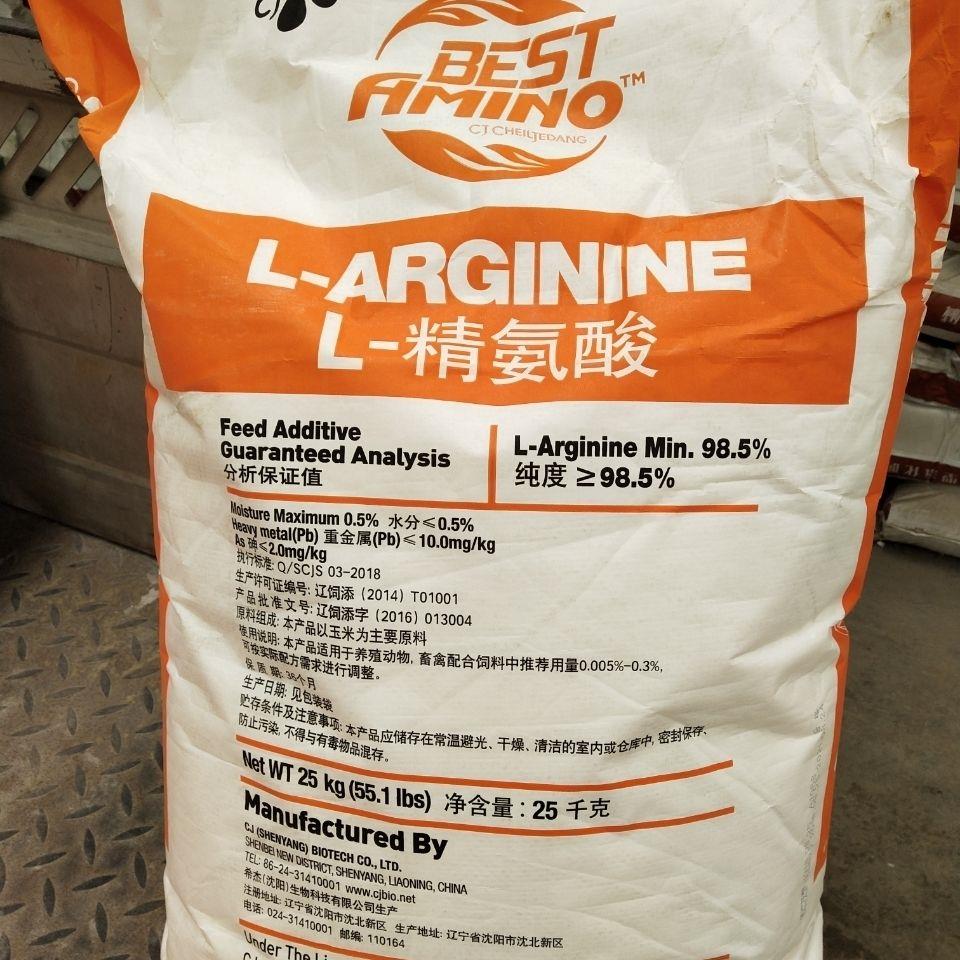 CJ
BEST
AMINO™
CJ CHEILJEDANG
L-ARGININE
L-精氨酸
Feed Additive
Guaranteed Analysis
分析保证值
L-Arginine Min. 98.5%
纯度 ≥98.5%
Moisture Maximum 0.5% 水分≤0.5%
Heavy metal(Pb) 重金属(Pb)≤10.0mg/kg
As 砷≤2.0mg/kg
执行标准: Q/SCJS 03-2018
生产许可证编号: 辽饲添 (2014) T01001
产品批准文号: 辽饲添字 (2016) 013004
原料组成: 本产品以玉米为主要原料
使用说明: 本产品适用于养殖动物, 畜禽配合饲料中推荐用量0.005%-0.3%,
可按实际配方需求进行调整。
保质期: 36个月
生产日期: 见包装袋
贮存条件及注意事项: 本产品应储存在常温避光、干燥、清洁的室内或仓库中, 密封保存、
防止污染, 不得与有毒物品混存。
Net WT 25 kg (55.1 lbs) 净含量: 25 千克
Manufactured By
CJ (SHENYANG) BIOTECH CO., LTD.
SHENBEI NEW DISTRICT, SHENYANG, LIAONING, CHINA
TEL: 86-24-31410001 www.cjbio.net
希杰(沈阳)生物科技有限公司生产
注册地址: 辽宁省沈阳市沈北新区 生产地址: 辽宁省沈阳市沈北新区
电话: 024-31410001 邮编: 110164
Under The